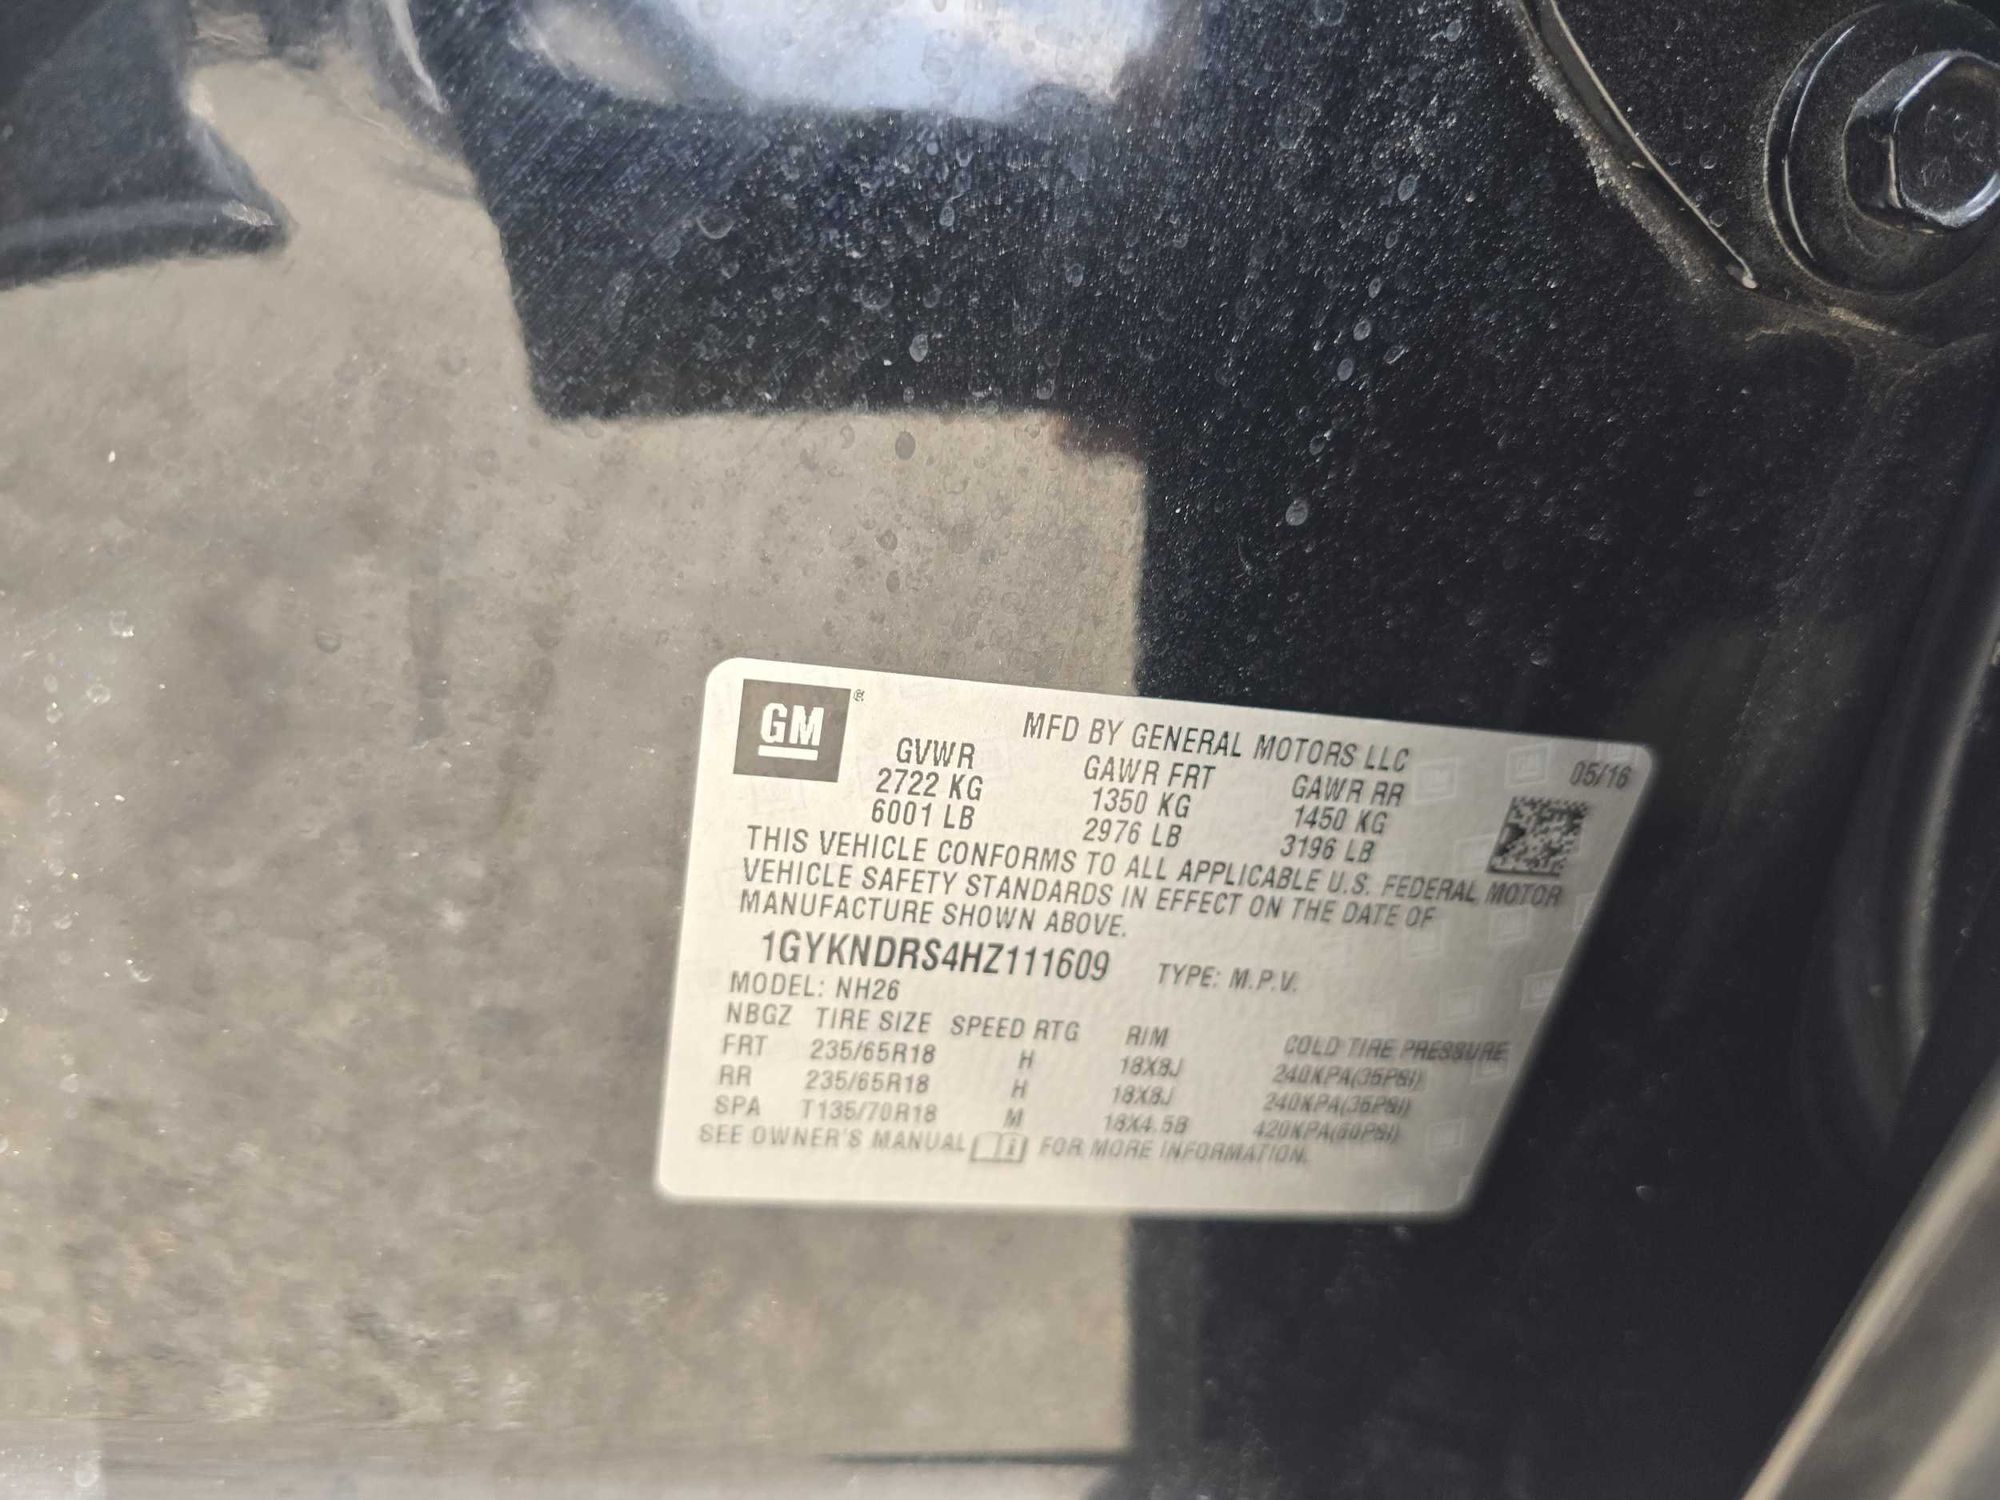 GM ®
MFD BY GENERAL MOTORS LLC
05/16
GVWR GAWR FRT GAWR RR
2722 KG 1350 KG 1450 KG
6001 LB 2976 LB 3196 LB
THIS VEHICLE CONFORMS TO ALL APPLICABLE U.S. FEDERAL MOTOR
VEHICLE SAFETY STANDARDS IN EFFECT ON THE DATE OF
MANUFACTURE SHOWN ABOVE.
1GYKNDRS4HZ111609 TYPE: M.P.V.
MODEL: NH26
NBGZ TIRE SIZE SPEED RTG RIM COLD TIRE PRESSURE
FRT 235/65R18 H 18X8J 240KPA(35PSI)
RR 235/65R18 H 18X8J 240KPA(35PSI)
SPA T135/70R18 M 18X4.5B 420KPA(60PSI)
SEE OWNER'S MANUAL FOR MORE INFORMATION.